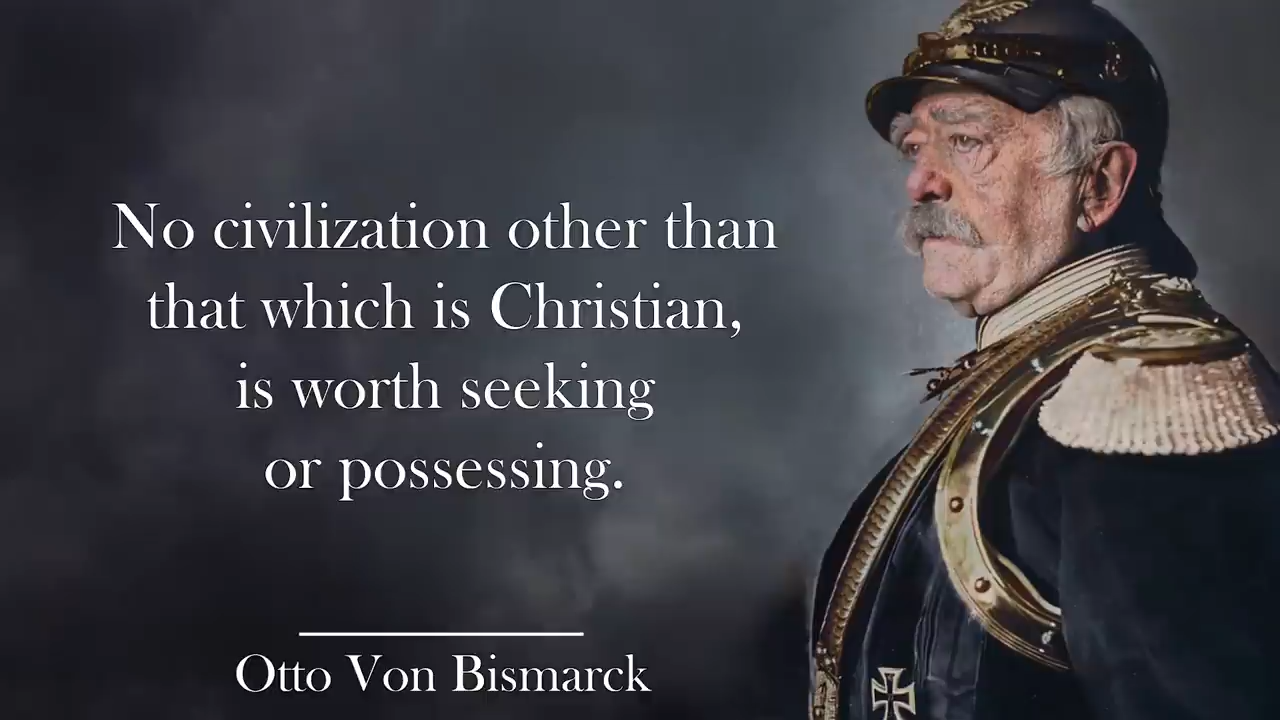 No civilization other than
that which is Christian,
is worth seeking
or possessing.
Otto Von Bismarck